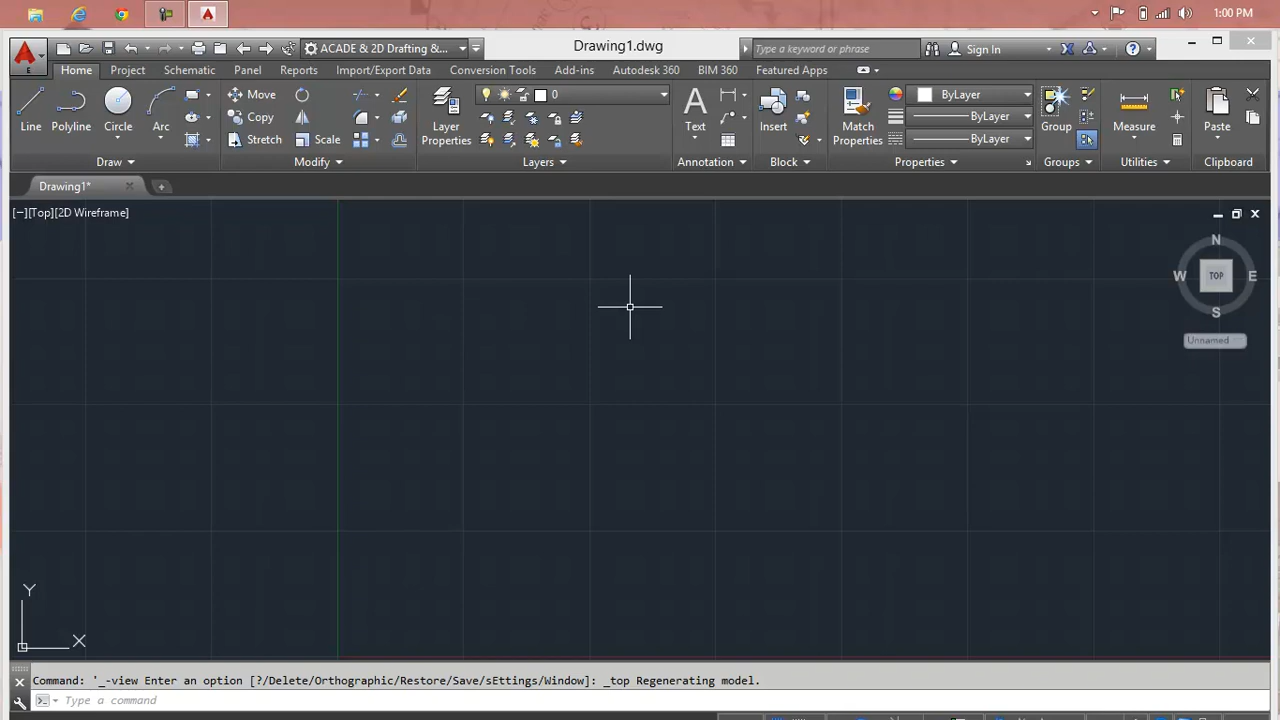 1:00 PM
E
ACADE & 2D Drafting &...
Drawing1.dwg
Type a keyword or phrase
Sign In
Home Project Schematic Panel Reports Import/Export Data Conversion Tools Add-ins Autodesk 360 BIM 360 Featured Apps
Line Polyline Circle Arc
Move
Copy
Stretch Scale
Layer
Properties
0
A
Text
Insert
Match
Properties
ByLayer
ByLayer
ByLayer
Group
Measure
Paste
Draw Modify Layers Annotation Block Properties Groups Utilities Clipboard
Drawing1*
[−][Top][2D Wireframe]
N
W TOP E
S
Unnamed
Y
X
Command: '_-view Enter an option [?/Delete/Orthographic/Restore/Save/sEttings/Window]: _top Regenerating model.
Type a command